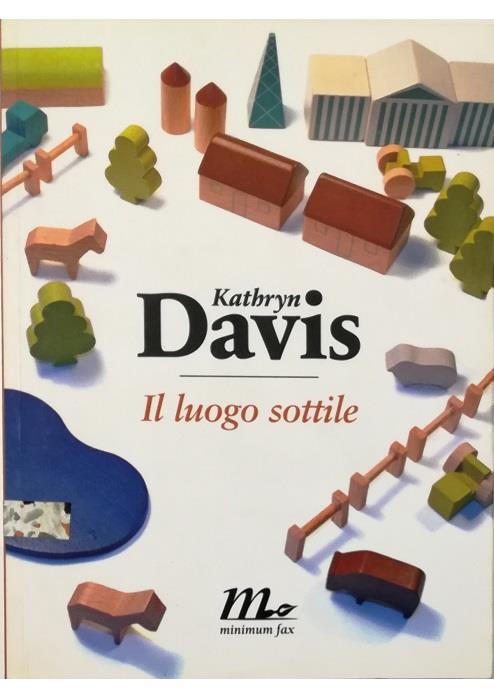 Kathryn
Davis
Il luogo sottile
minimum fax